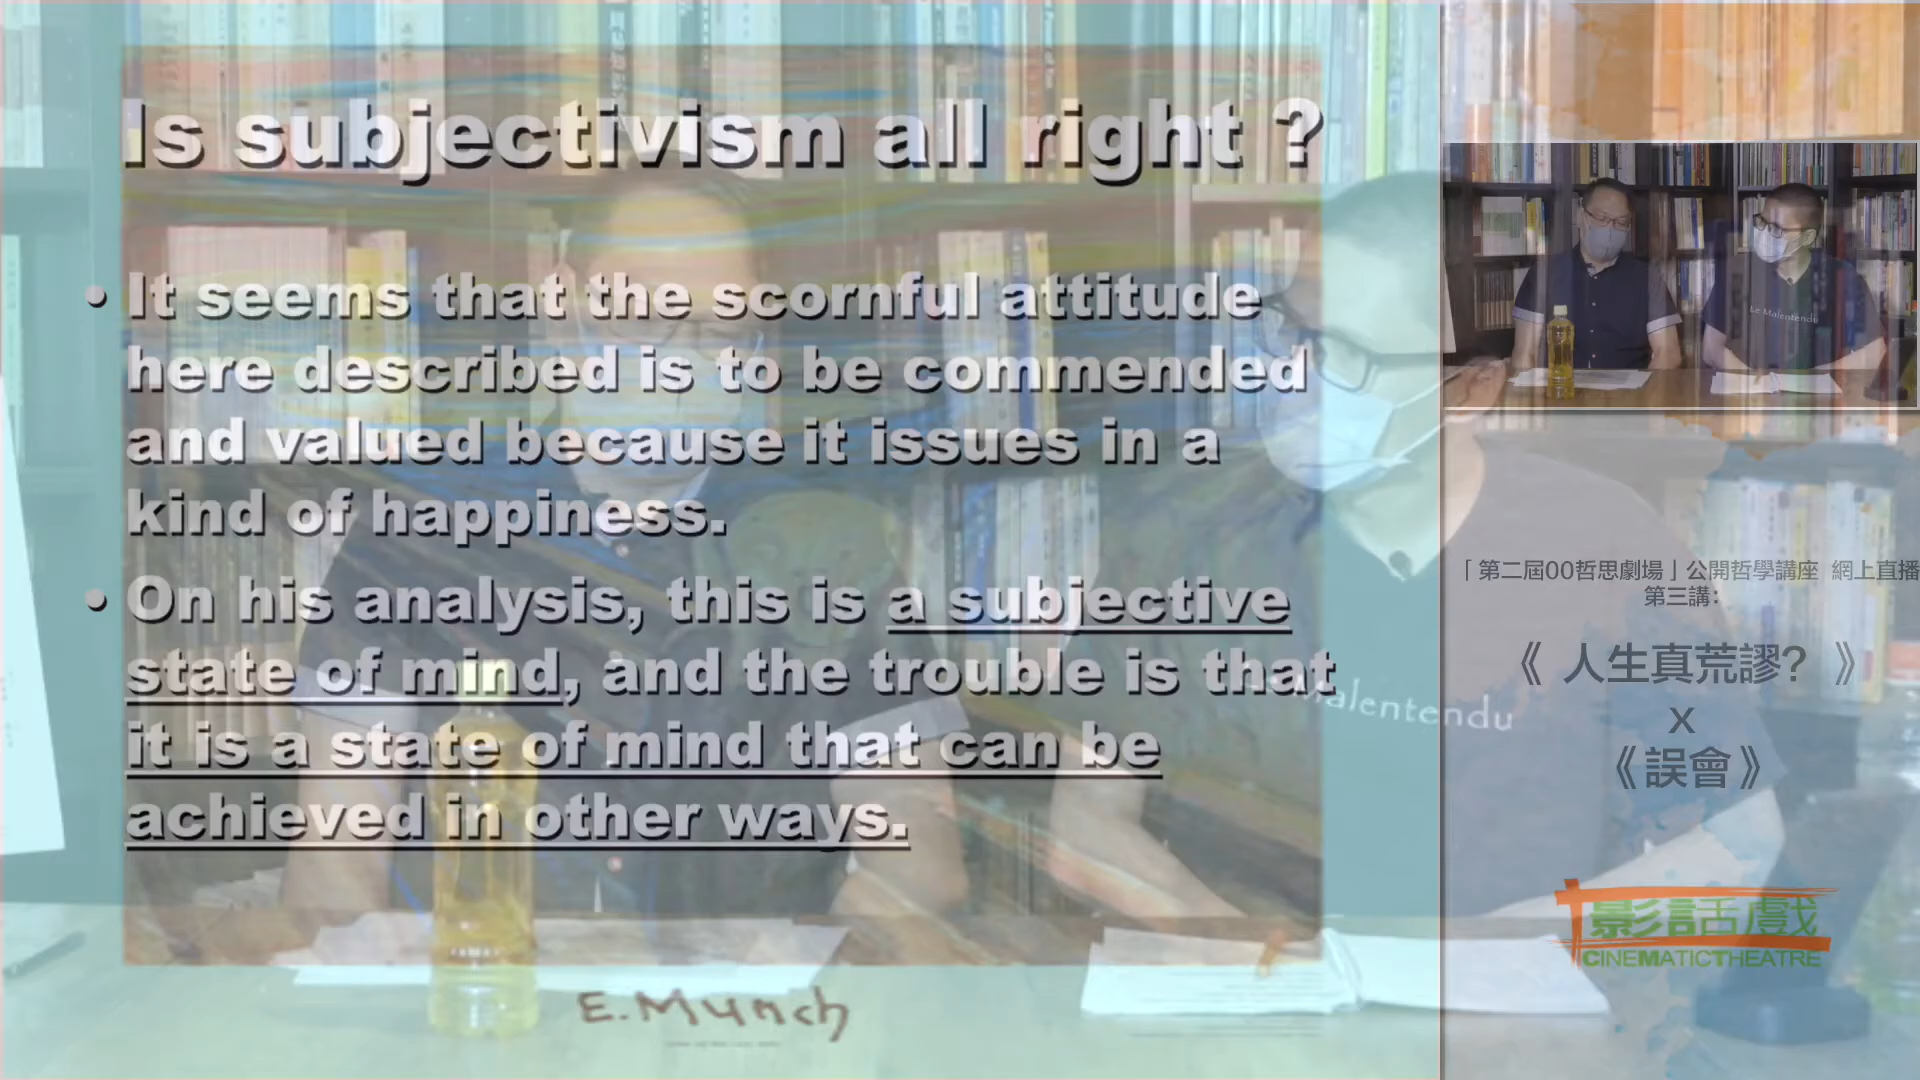 Is subjectivism all right ?
• It seems that the scornful attitude
here described is to be commended
and valued because it issues in a
kind of happiness.
• On his analysis, this is a subjective
state of mind, and the trouble is that
it is a state of mind that can be
achieved in other ways.
E.Munch
Malentendu
Le Malentendu
「第二屆OO哲思劇場」公開哲學講座 網上直播
第三講：
《 人生真荒謬? 》
x
《誤會》
影話戲
CINEMATICTHEATRE